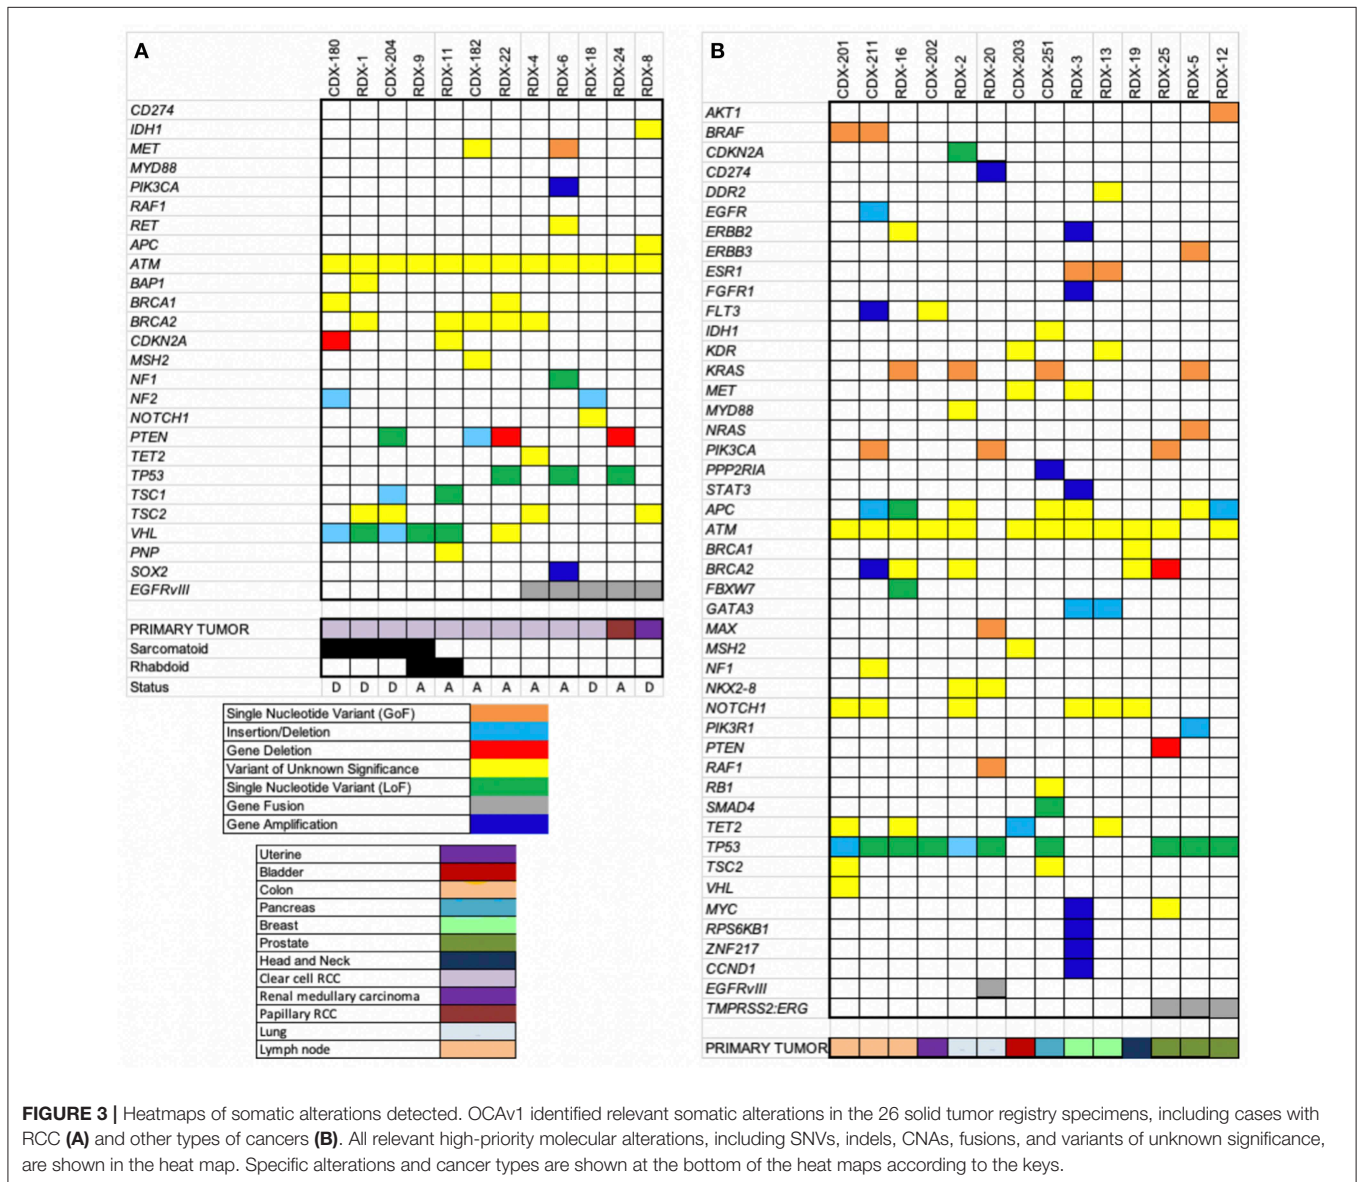 A
CDX-180
RDX-1
CDX-204
RDX-9
RDX-11
CDX-182
RDX-22
RDX-4
RDX-6
RDX-18
RDX-24
RDX-8
CD274
IDH1
MET
MYD88
PIK3CA
RAF1
RET
APC
ATM
BAP1
BRCA1
BRCA2
CDKN2A
MSH2
NF1
NF2
NOTCH1
PTEN
TET2
TP53
TSC1
TSC2
VHL
PNP
SOX2
EGFRvIII
PRIMARY TUMOR
Sarcomatoid
Rhabdoid
Status D D D A A A A A A D A D
Single Nucleotide Variant (GoF)
Insertion/Deletion
Gene Deletion
Variant of Unknown Significance
Single Nucleotide Variant (LoF)
Gene Fusion
Gene Amplification
Uterine
Bladder
Colon
Pancreas
Breast
Prostate
Head and Neck
Clear cell RCC
Renal medullary carcinoma
Papillary RCC
Lung
Lymph node
B
CDX-201
CDX-211
RDX-16
CDX-202
RDX-2
RDX-20
CDX-203
CDX-251
RDX-3
RDX-13
RDX-19
RDX-25
RDX-5
RDX-12
AKT1
BRAF
CDKN2A
CD274
DDR2
EGFR
ERBB2
ERBB3
ESR1
FGFR1
FLT3
IDH1
KDR
KRAS
MET
MYD88
NRAS
PIK3CA
PPP2RIA
STAT3
APC
ATM
BRCA1
BRCA2
FBXW7
GATA3
MAX
MSH2
NF1
NKX2-8
NOTCH1
PIK3R1
PTEN
RAF1
RB1
SMAD4
TET2
TP53
TSC2
VHL
MYC
RPS6KB1
ZNF217
CCND1
EGFRvIII
TMPRSS2:ERG
PRIMARY TUMOR
FIGURE 3 | Heatmaps of somatic alterations detected. OCAv1 identified relevant somatic alterations in the 26 solid tumor registry specimens, including cases with
RCC (A) and other types of cancers (B). All relevant high-priority molecular alterations, including SNVs, indels, CNAs, fusions, and variants of unknown significance,
are shown in the heat map. Specific alterations and cancer types are shown at the bottom of the heat maps according to the keys.